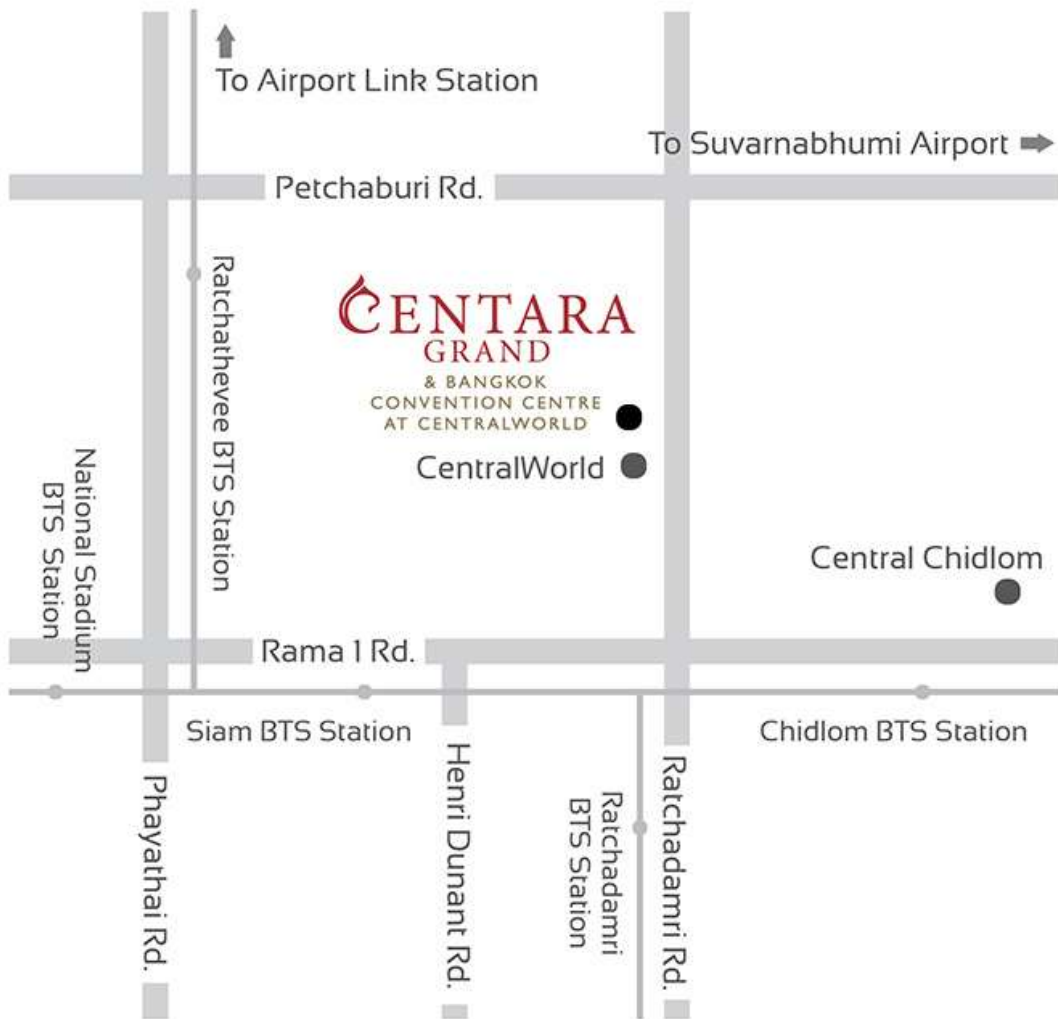 To Airport Link Station
To Suvarnabhumi Airport
Petchaburi Rd.
CENTARA
GRAND
& BANGKOK
CONVENTION CENTRE
AT CENTRALWORLD
CentralWorld
Ratchathevee BTS Station
National Stadium
BTS Station
Central Chidlom
Rama 1 Rd.
Siam BTS Station
Chidlom BTS Station
Phayathai Rd.
Henri Dunant Rd.
Ratchadamri
BTS Station
Ratchadamri Rd.